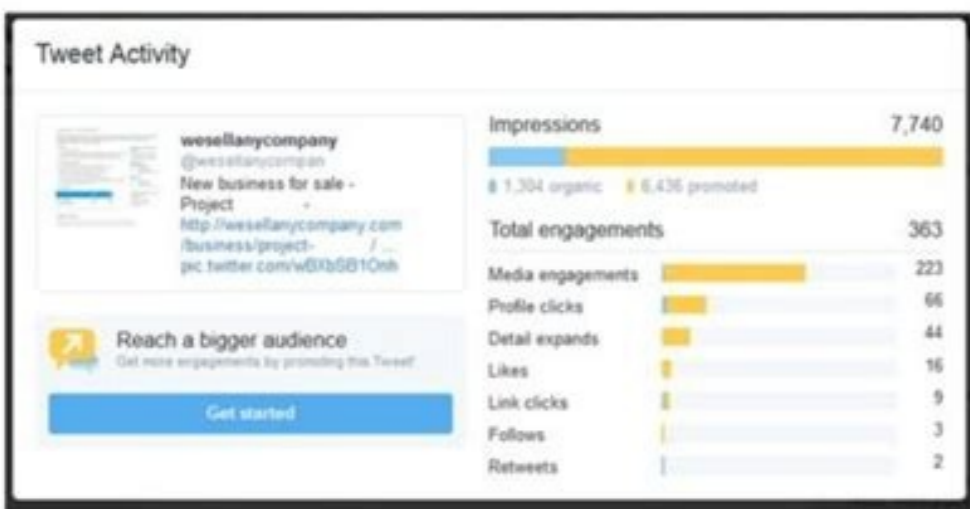 Tweet Activity
wesellanycompany
@wesellanycompan
New business for sale -
Project -
http://wesellanycompany.com
/business/project- / ...
pic.twitter.com/wBXbSB1Onh
Reach a bigger audience
Get more engagements by promoting this Tweet!
Get started
Impressions 7,740
1,304 organic 6,436 promoted
Total engagements 363
Media engagements 223
Profile clicks 66
Detail expands 44
Likes 16
Link clicks 9
Follows 3
Retweets 2